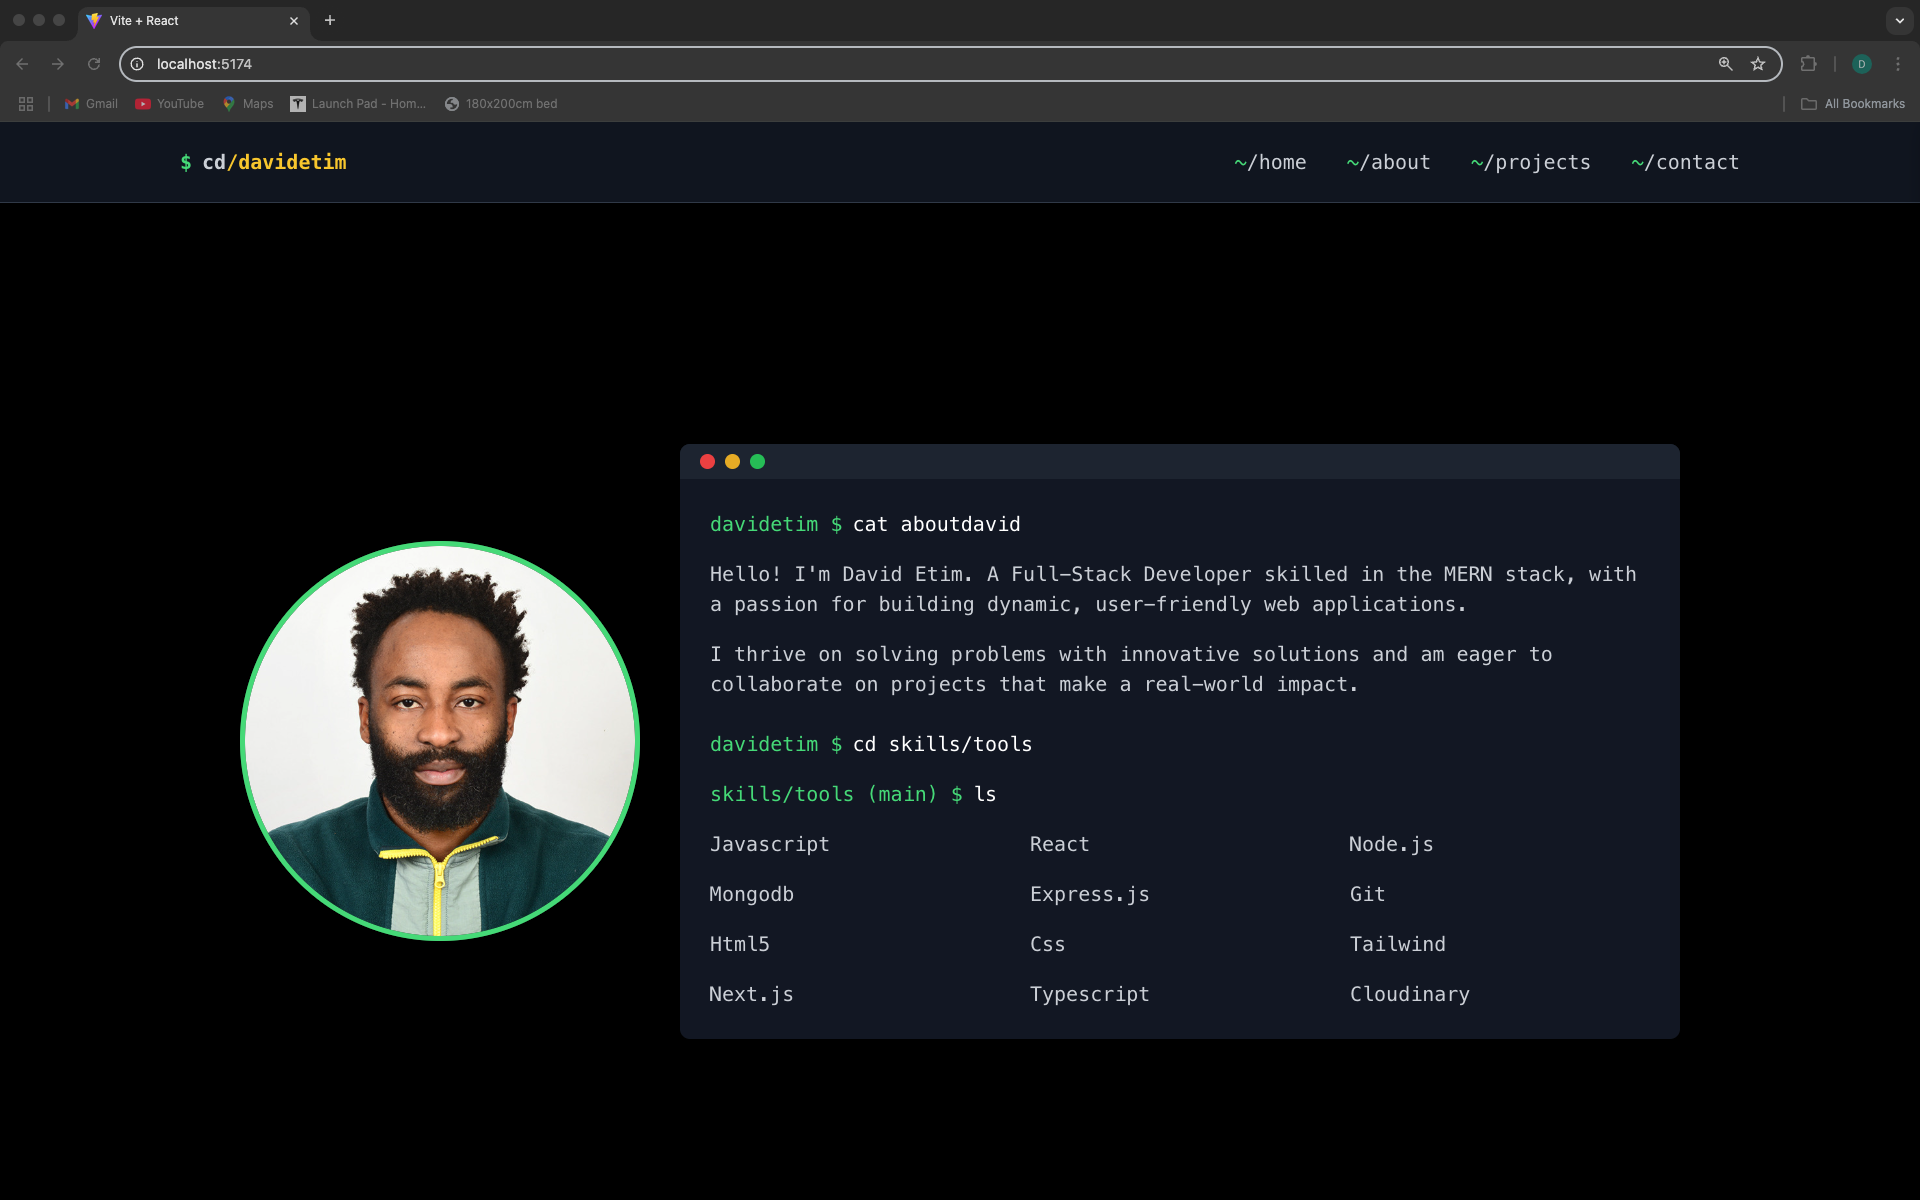 Vite + React
localhost:5174
Gmail YouTube Maps Launch Pad - Hom... 180x200cm bed All Bookmarks
$ cd/davidetim ~/home ~/about ~/projects ~/contact
davidetim $ cat aboutdavid
Hello! I'm David Etim. A Full-Stack Developer skilled in the MERN stack, with
a passion for building dynamic, user-friendly web applications.
I thrive on solving problems with innovative solutions and am eager to
collaborate on projects that make a real-world impact.
davidetim $ cd skills/tools
skills/tools (main) $ ls
Javascript React Node.js
Mongodb Express.js Git
Html5 Css Tailwind
Next.js Typescript Cloudinary